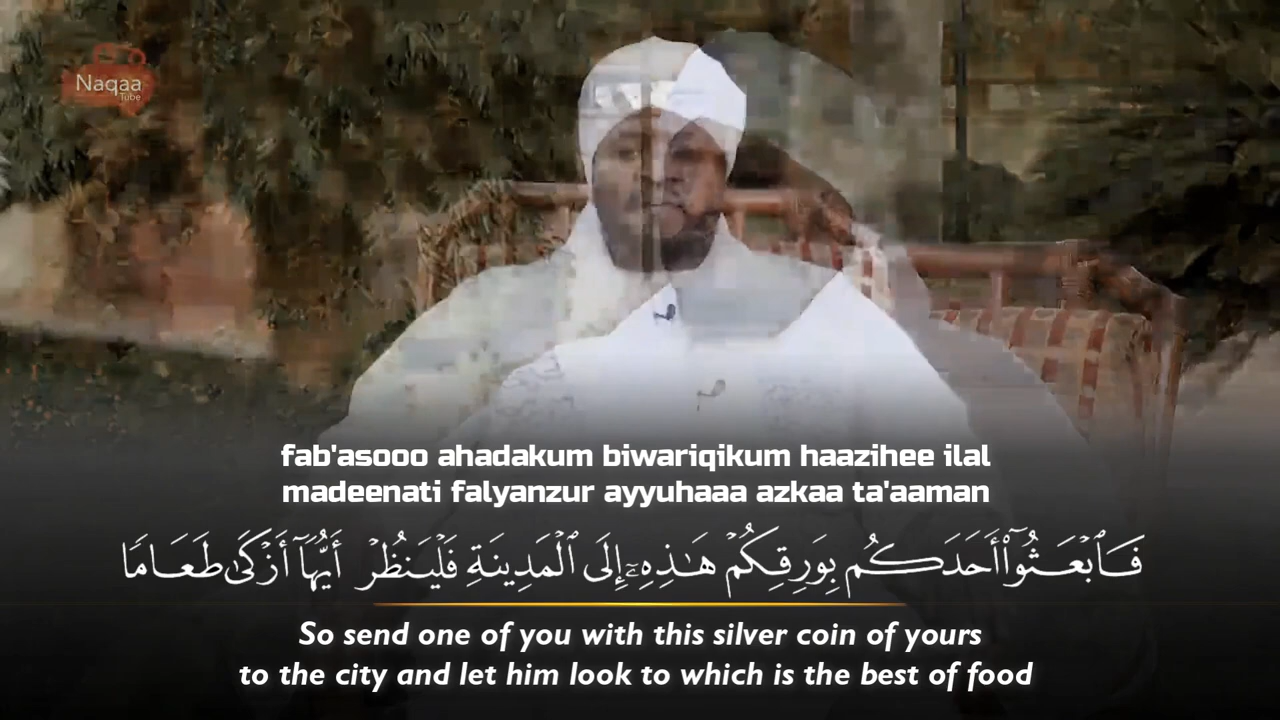 Naqaa
Tube
fab'asooo ahadakum biwariqikum haazihee ilal
madeenati falyanzur ayyuhaaa azkaa ta'aaman
فَٱبْعَثُوٓا۟ أَحَدَكُم بِوَرِقِكُمْ هَـٰذِهِۦٓ إِلَى ٱلْمَدِينَةِ فَلْيَنظُرْ أَيُّهَآ أَزْكَىٰ طَعَامًا
So send one of you with this silver coin of yours
to the city and let him look to which is the best of food